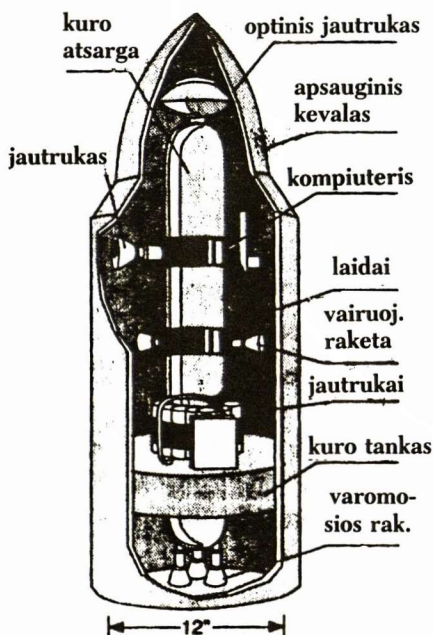 kuro
atsarga
optinis jautrukas
apsauginis
kevalas
jautrukas
kompiuteris
laidai
vairuoj.
raketa
jautrukai
kuro tankas
varomo-
sios rak.
12"